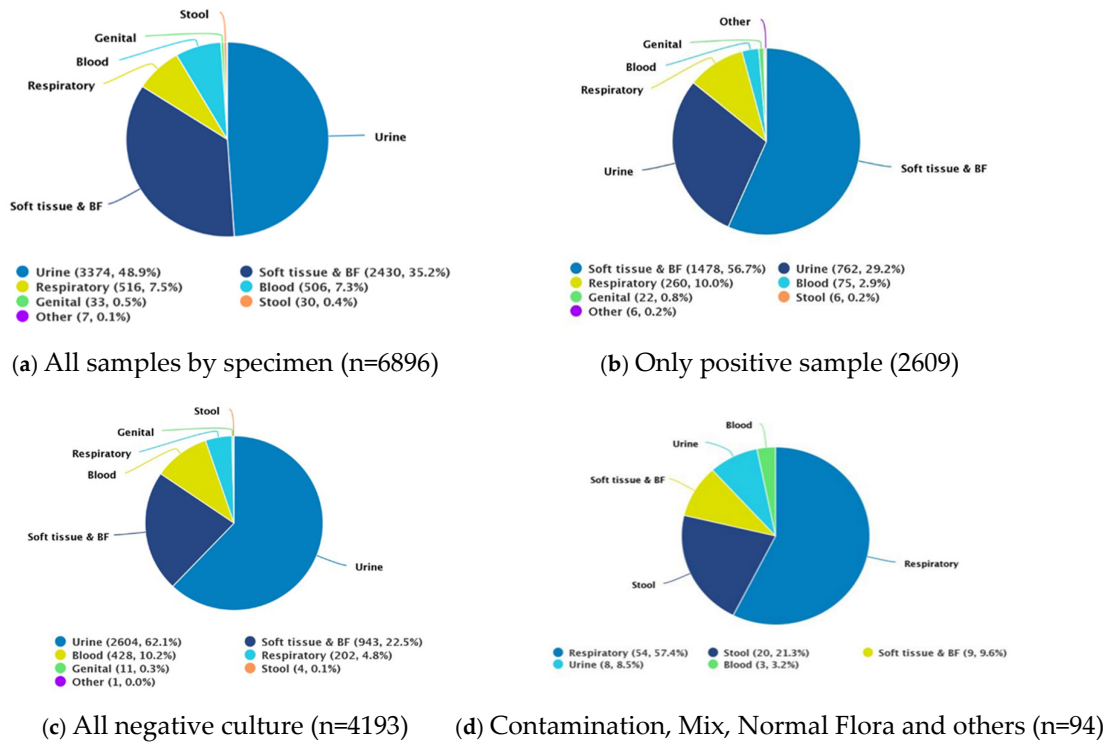 Stool
Genital
Blood
Respiratory
Urine
Soft tissue & BF
Urine (3374, 48.9%) Soft tissue & BF (2430, 35.2%)
Respiratory (516, 7.5%) Blood (506, 7.3%)
Genital (33, 0.5%) Stool (30, 0.4%)
Other (7, 0.1%)
(a) All samples by specimen (n=6896)
Other
Genital
Blood
Respiratory
Urine
Soft tissue & BF
Soft tissue & BF (1478, 56.7%) Urine (762, 29.2%)
Respiratory (260, 10.0%) Blood (75, 2.9%)
Genital (22, 0.8%) Stool (6, 0.2%)
Other (6, 0.2%)
(b) Only positive sample (2609)
Stool
Genital
Respiratory
Blood
Soft tissue & BF
Urine
Urine (2604, 62.1%) Soft tissue & BF (943, 22.5%)
Blood (428, 10.2%) Respiratory (202, 4.8%)
Genital (11, 0.3%) Stool (4, 0.1%)
Other (1, 0.0%)
(c) All negative culture (n=4193)
Blood
Urine
Soft tissue & BF
Respiratory
Stool
Respiratory (54, 57.4%) Stool (20, 21.3%) Soft tissue & BF (9, 9.6%)
Urine (8, 8.5%) Blood (3, 3.2%)
(d) Contamination, Mix, Normal Flora and others (n=94)